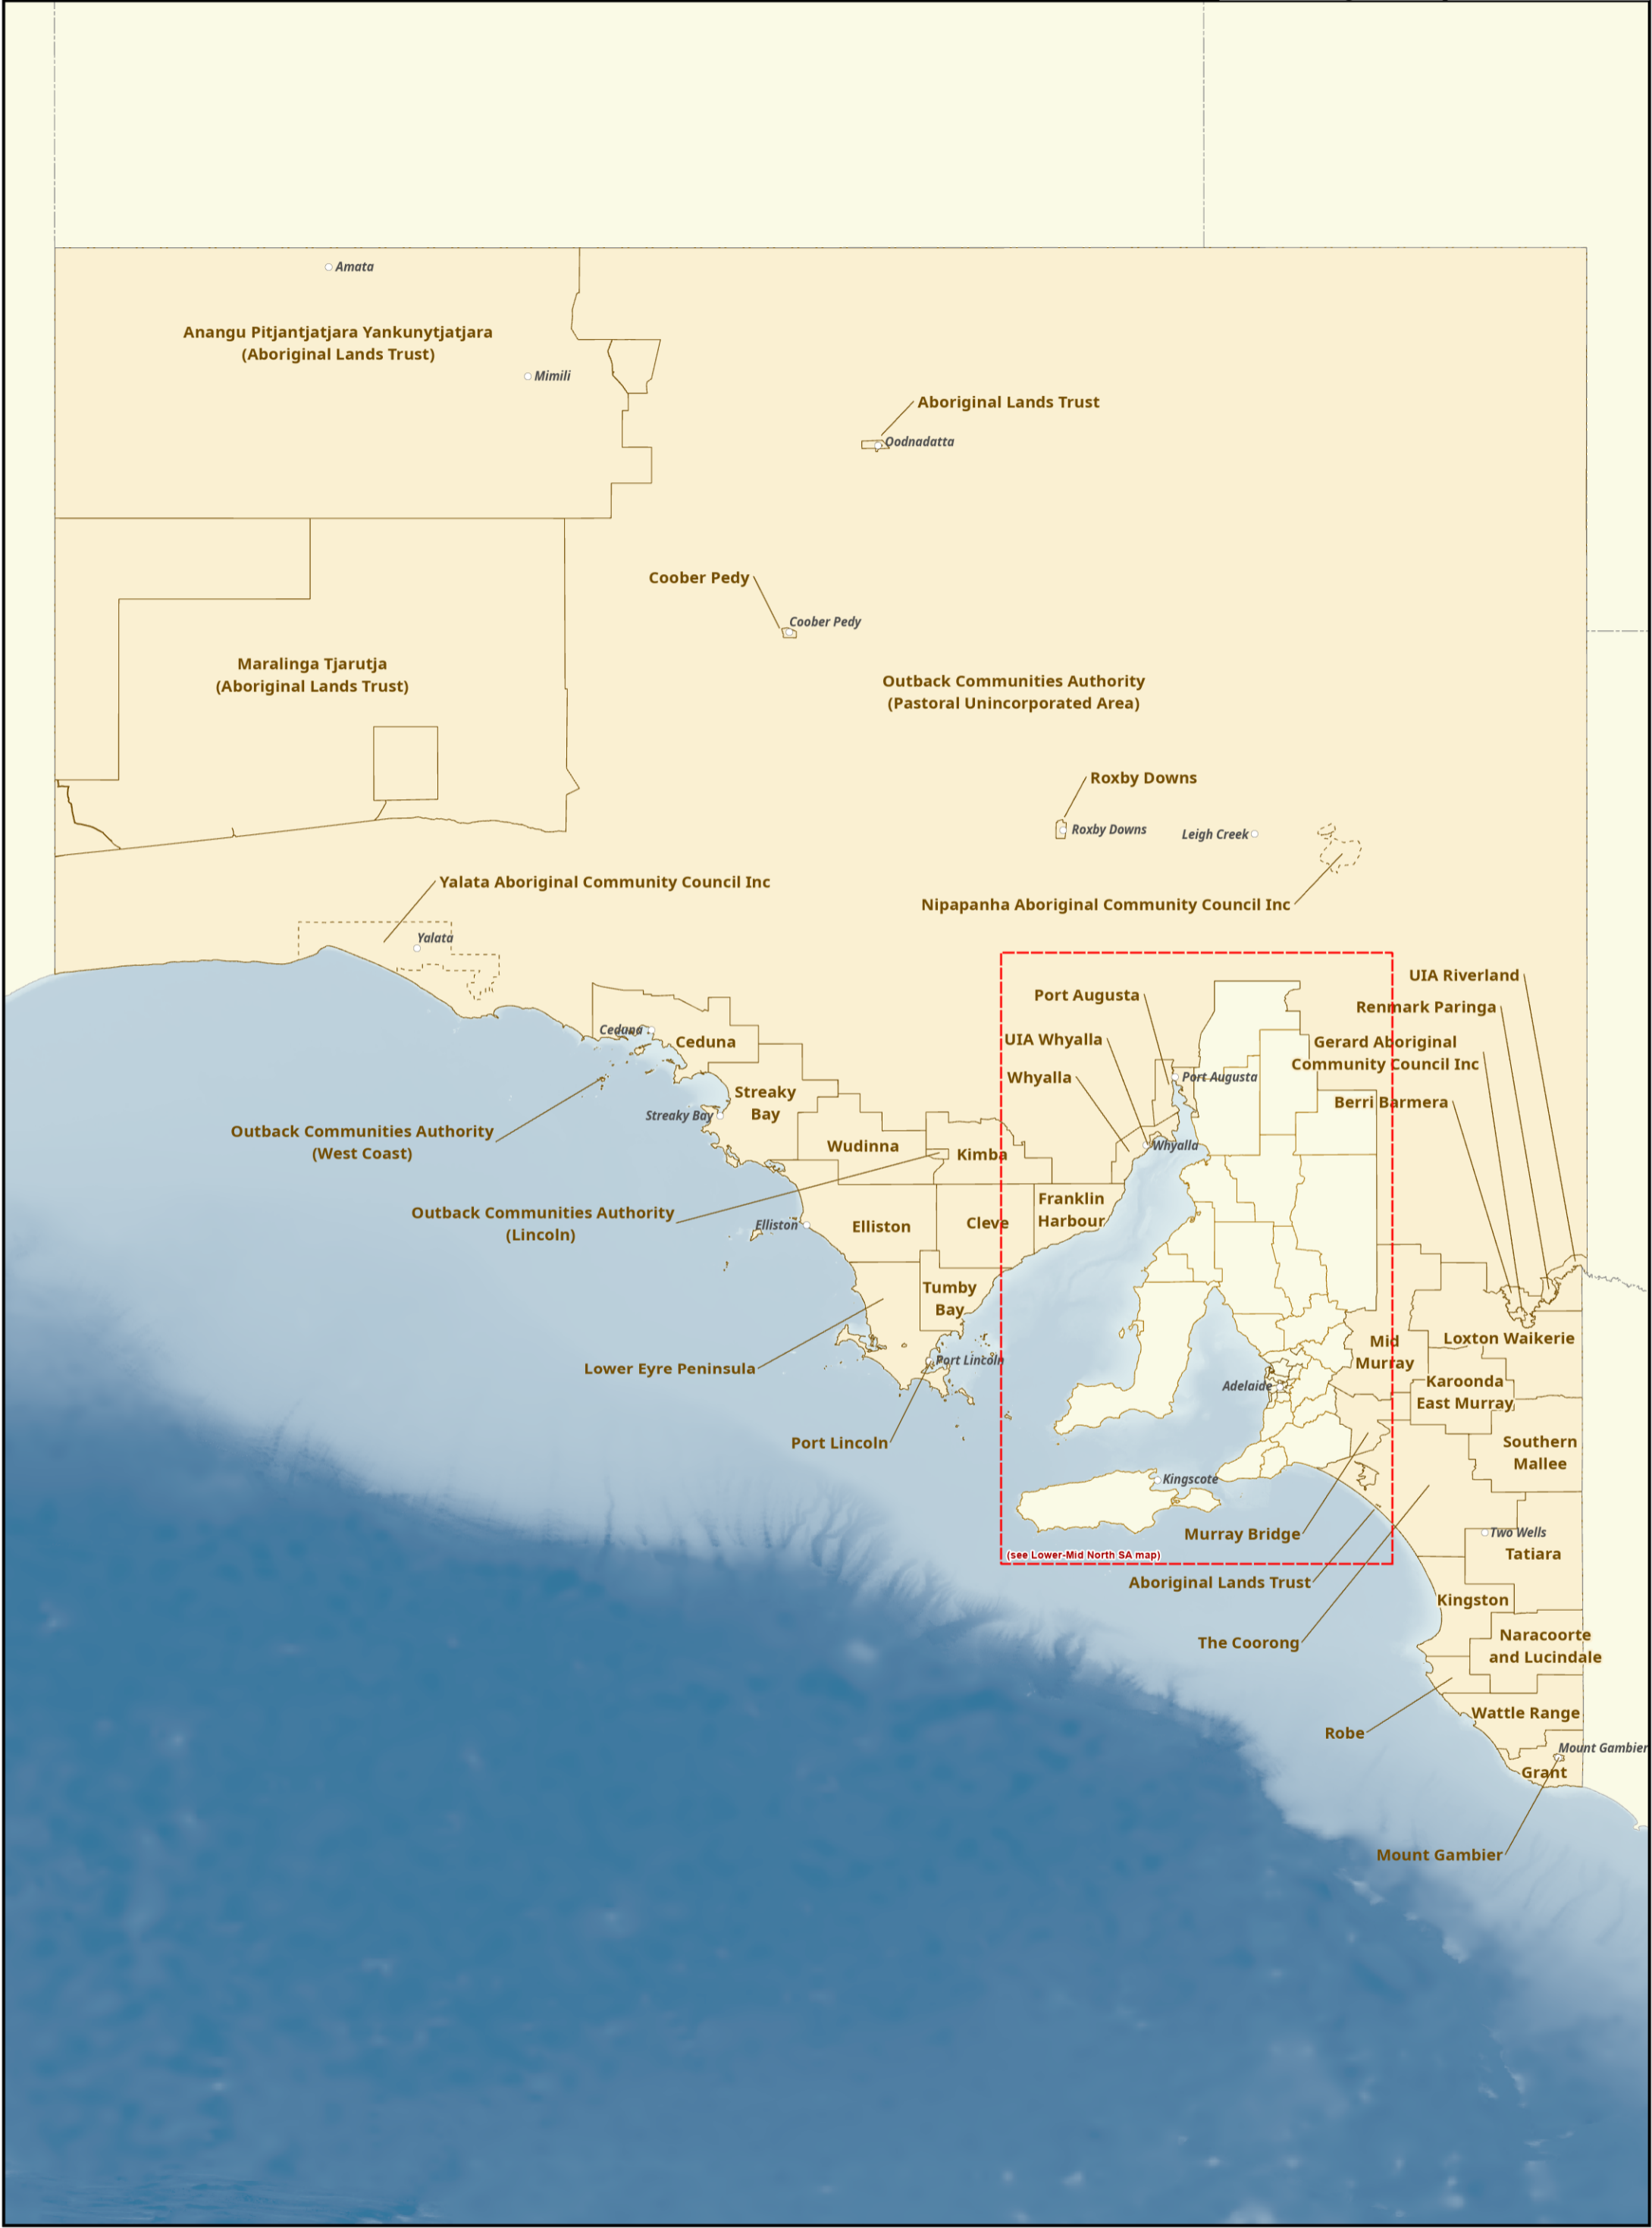 Amata
Anangu Pitjantjatjara Yankunytjatjara
(Aboriginal Lands Trust)
Mimili
Aboriginal Lands Trust
Oodnadatta
Coober Pedy
Coober Pedy
Maralinga Tjarutja
(Aboriginal Lands Trust)
Outback Communities Authority
(Pastoral Unincorporated Area)
Roxby Downs
Roxby Downs
Leigh Creek
Yalata Aboriginal Community Council Inc
Nipapanha Aboriginal Community Council Inc
Yalata
UIA Riverland
Port Augusta
Renmark Paringa
Ceduna
Ceduna
UIA Whyalla
Gerard Aboriginal
Community Council Inc
Whyalla
Port Augusta
Streaky
Bay
Berri Barmera
Streaky Bay
Outback Communities Authority
(West Coast)
Wudinna
Kimba
Whyalla
Franklin
Harbour
Outback Communities Authority
(Lincoln)
Elliston
Elliston
Cleve
Tumby
Bay
Mid
Murray
Loxton Waikerie
Lower Eyre Peninsula
Port Lincoln
Adelaide
Karoonda
East Murray
Port Lincoln
Southern
Mallee
Kingscote
Murray Bridge
Two Wells
Tatiara
(see Lower-Mid North SA map)
Aboriginal Lands Trust
Kingston
The Coorong
Naracoorte
and Lucindale
Robe
Wattle Range
Mount Gambier
Grant
Mount Gambier